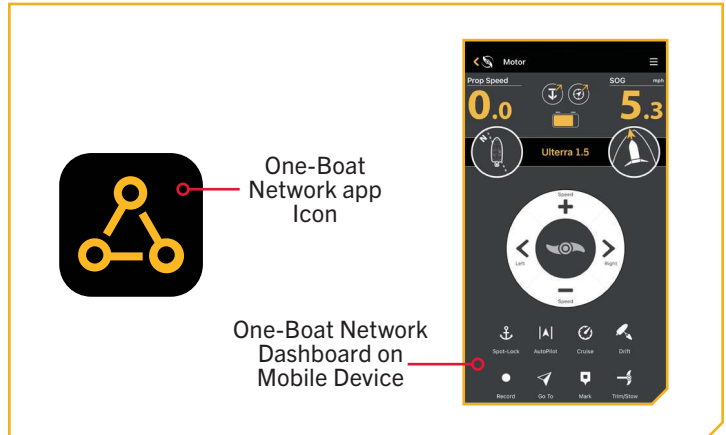 One-Boat
Network app
Icon
One-Boat Network
Dashboard on
Mobile Device
Motor
Prop Speed
SOG mph
0.0
5.3
N
Ulterra 1.5
Speed
+
Left
Right
−
Speed
Spot-Lock AutoPilot Cruise Drift
Record Go To Mark Trim/Stow